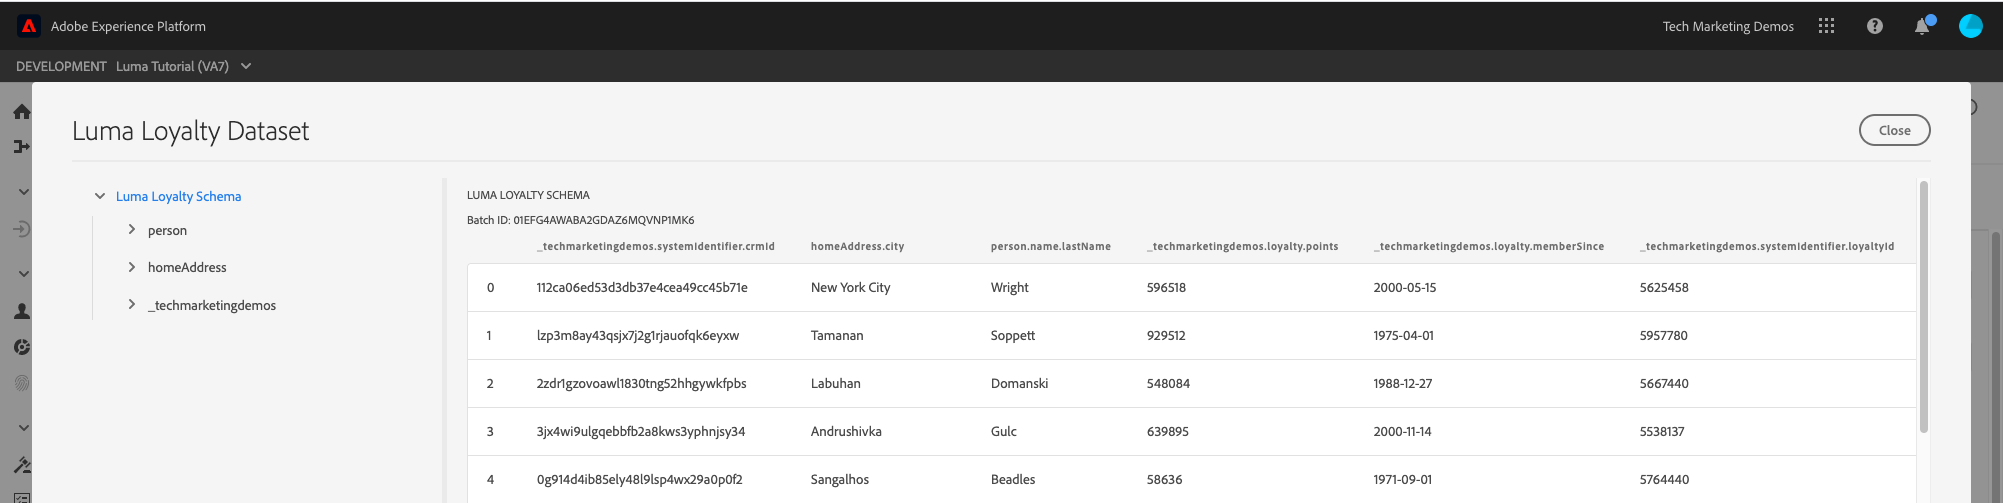 Adobe Experience Platform
Tech Marketing Demos
DEVELOPMENT Luma Tutorial (VA7)
Luma Loyalty Dataset
Close
Luma Loyalty Schema
person
homeAddress
_techmarketingdemos
LUMA LOYALTY SCHEMA
Batch ID: 01EFG4AWABA2GDAZ6MQVNP1MK6
_techmarketingdemos.systemIdentifier.crmId homeAddress.city person.name.lastName _techmarketingdemos.loyalty.points _techmarketingdemos.loyalty.memberSince _techmarketingdemos.systemIdentifier.loyaltyId
0 112ca06ed53d3db37e4cea49cc45b71e New York City Wright 596518 2000-05-15 5625458
1 lzp3m8ay43qsjx7j2g1rjauofqk6eyxw Tamanan Soppett 929512 1975-04-01 5957780
2 2zdr1gzovoawl1830tng52hhgywkfpbs Labuhan Domanski 548084 1988-12-27 5667440
3 3jx4wi9ulgqebbfb2a8kws3yphnjsy34 Andrushivka Gulc 639895 2000-11-14 5538137
4 0g914d4ib85ely48l9lsp4wx29a0p0f2 Sangalhos Beadles 58636 1971-09-01 5764440